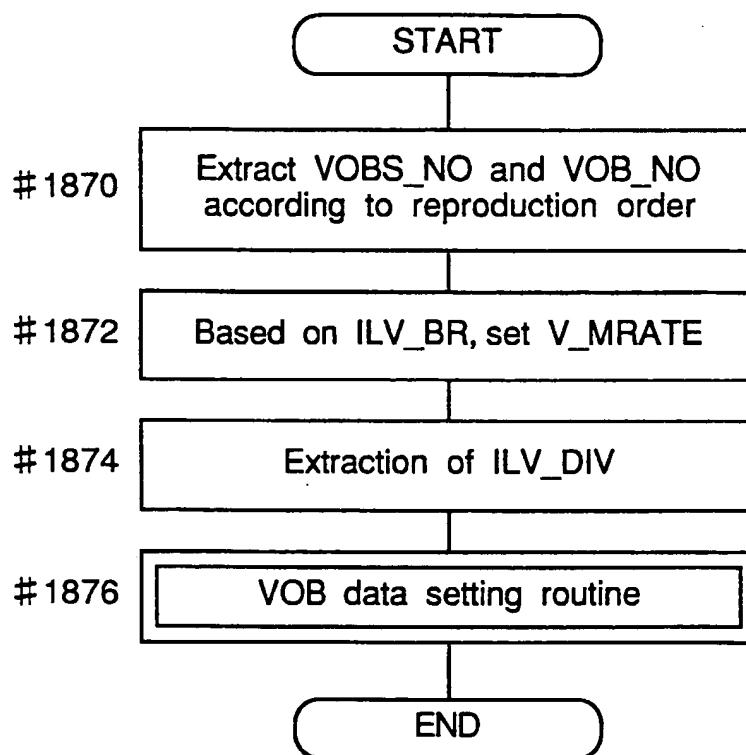 START
#1870
Extract VOBS_NO and VOB_NO
according to reproduction order
#1872
Based on ILV_BR, set V_MRATE
#1874
Extraction of ILV_DIV
#1876
VOB data setting routine
END